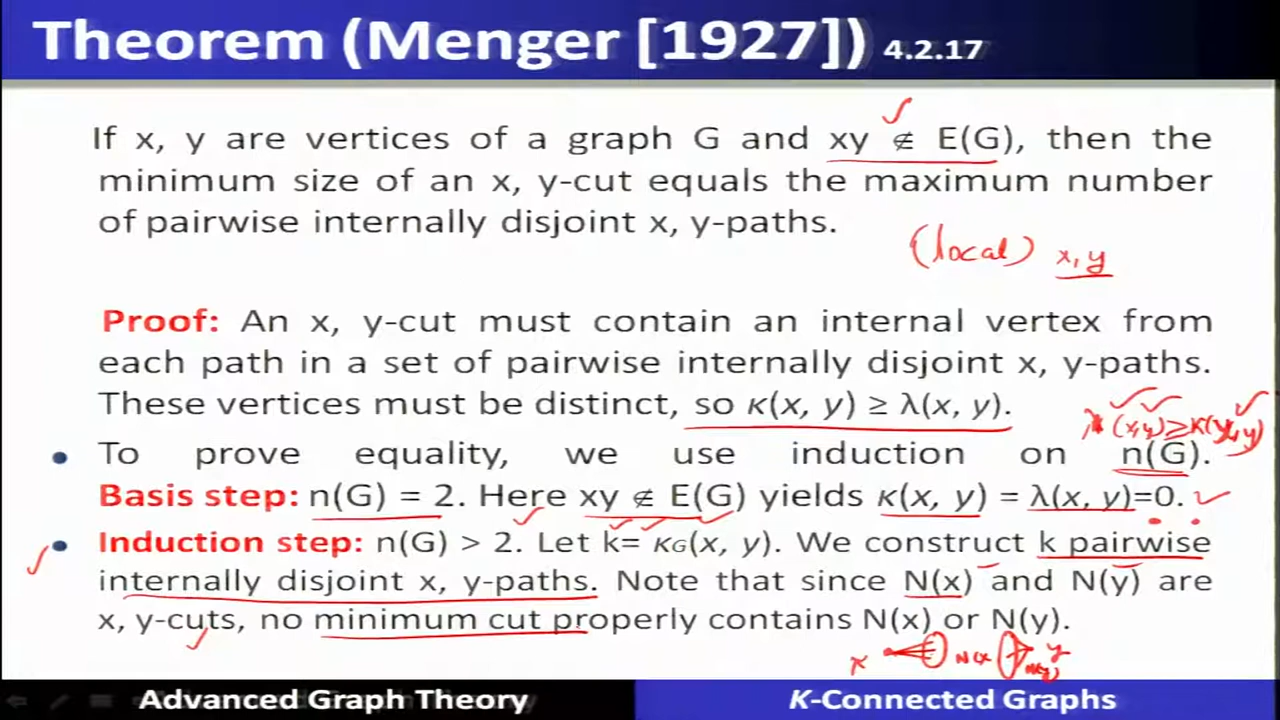 Theorem (Menger [1927]) 4.2.17
If x, y are vertices of a graph G and xy ∉ E(G), then the
minimum size of an x, y-cut equals the maximum number
of pairwise internally disjoint x, y-paths.
(local) x, y
Proof: An x, y-cut must contain an internal vertex from
each path in a set of pairwise internally disjoint x, y-paths.
These vertices must be distinct, so κ(x, y) ≥ λ(x, y).
λ(x,y) ≥ κ(x,y)
• To prove equality, we use induction on n(G).
Basis step: n(G) = 2. Here xy ∉ E(G) yields κ(x, y) = λ(x, y)=0.
• Induction step: n(G) > 2. Let k= κG(x, y). We construct k pairwise
internally disjoint x, y-paths. Note that since N(x) and N(y) are
x, y-cuts, no minimum cut properly contains N(x) or N(y).
x N(x) N(y) y
Advanced Graph Theory K-Connected Graphs